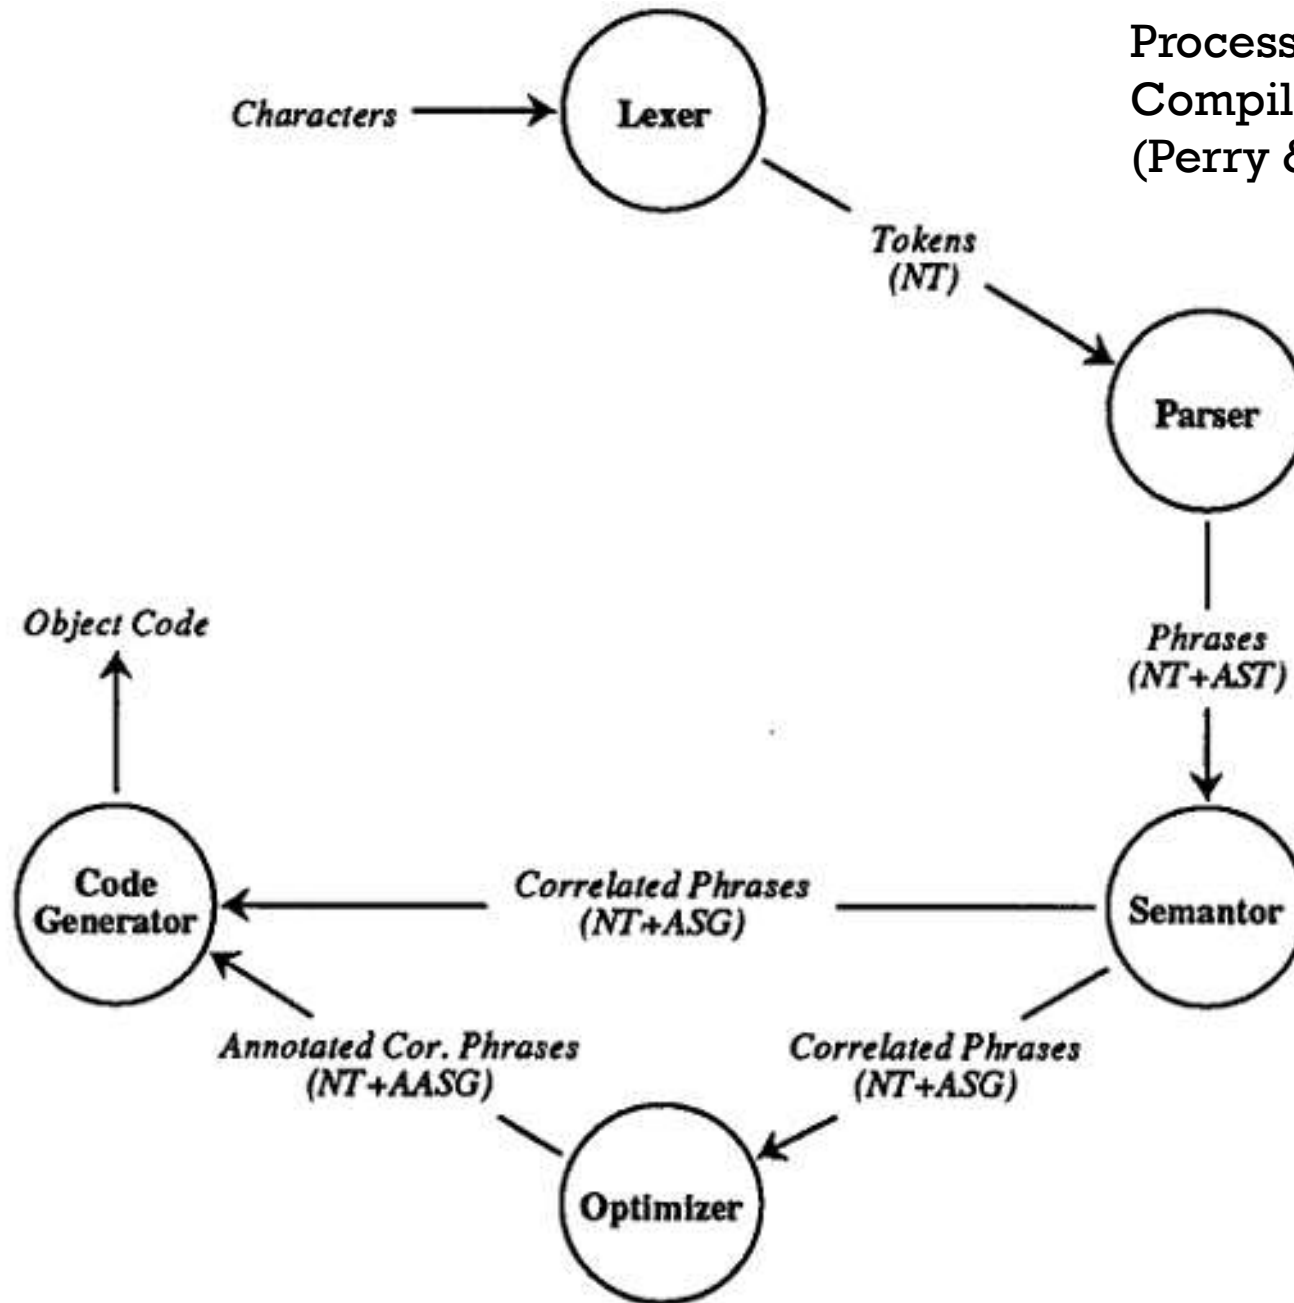 Process
Compil
(Perry &
Characters
Lexer
Tokens
(NT)
Parser
Phrases
(NT+AST)
Object Code
Code
Generator
Correlated Phrases
(NT+ASG)
Semantor
Annotated Cor. Phrases
(NT+AASG)
Correlated Phrases
(NT+ASG)
Optimizer